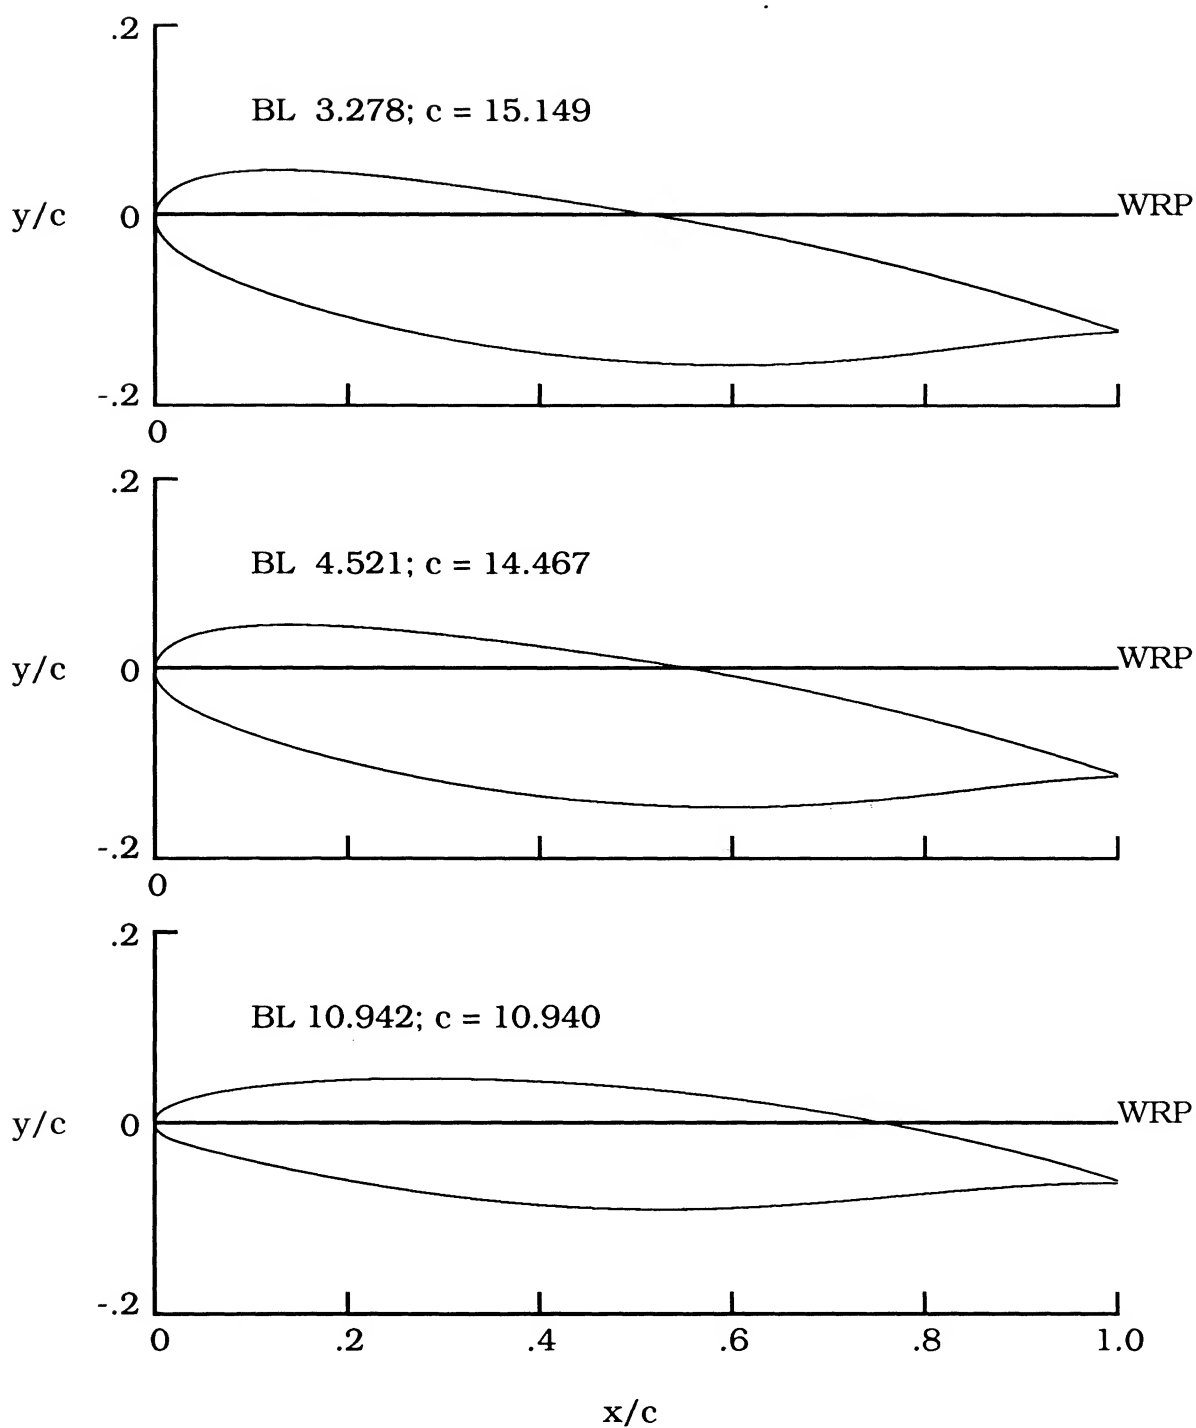 .2
BL 3.278; c = 15.149
y/c
0
WRP
-.2
0
.2
BL 4.521; c = 14.467
y/c
0
WRP
-.2
0
.2
BL 10.942; c = 10.940
y/c
0
WRP
-.2
0 .2 .4 .6 .8 1.0
x/c